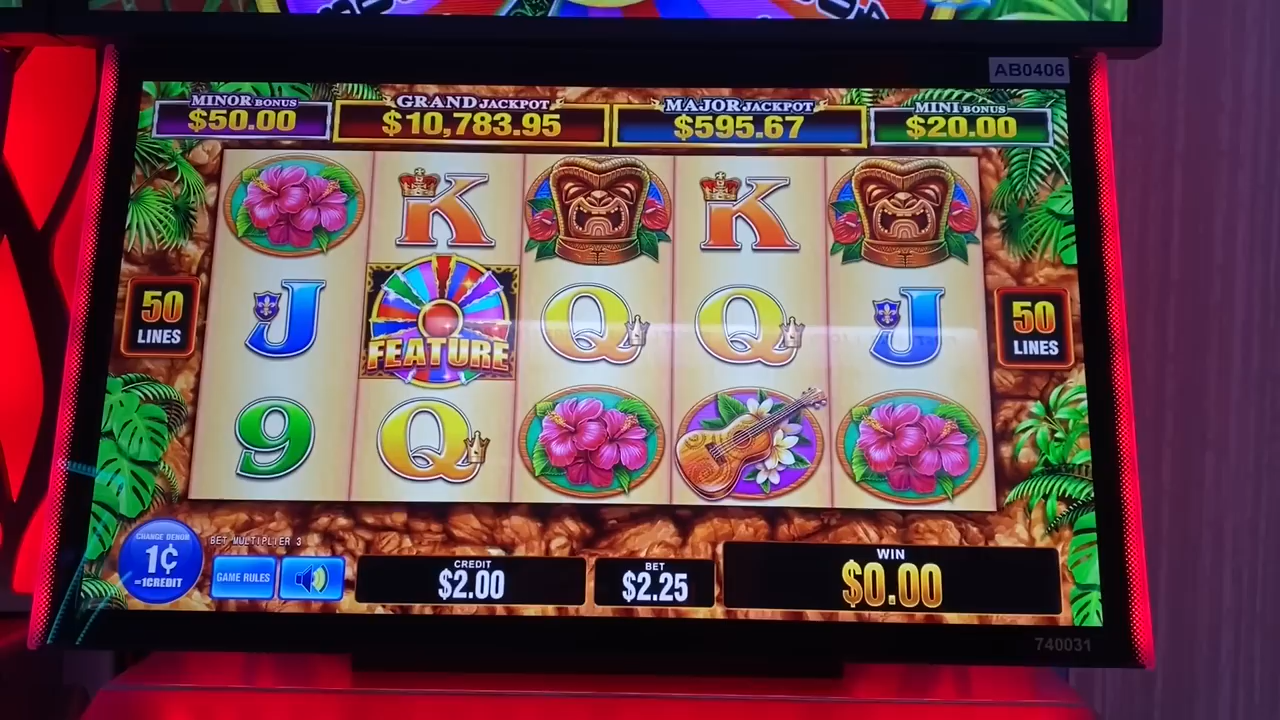 AB0406
MINOR BONUS
$50.00
GRAND JACKPOT
$10,783.95
MAJOR JACKPOT
$595.67
MINI BONUS
$20.00
K
K
50
LINES
J
FEATURE
Q
Q
J
50
LINES
9
Q
CHANGE DENOM
1¢
=1CREDIT
BET MULTIPLIER 3
GAME RULES
CREDIT
$2.00
BET
$2.25
WIN
$0.00
740031